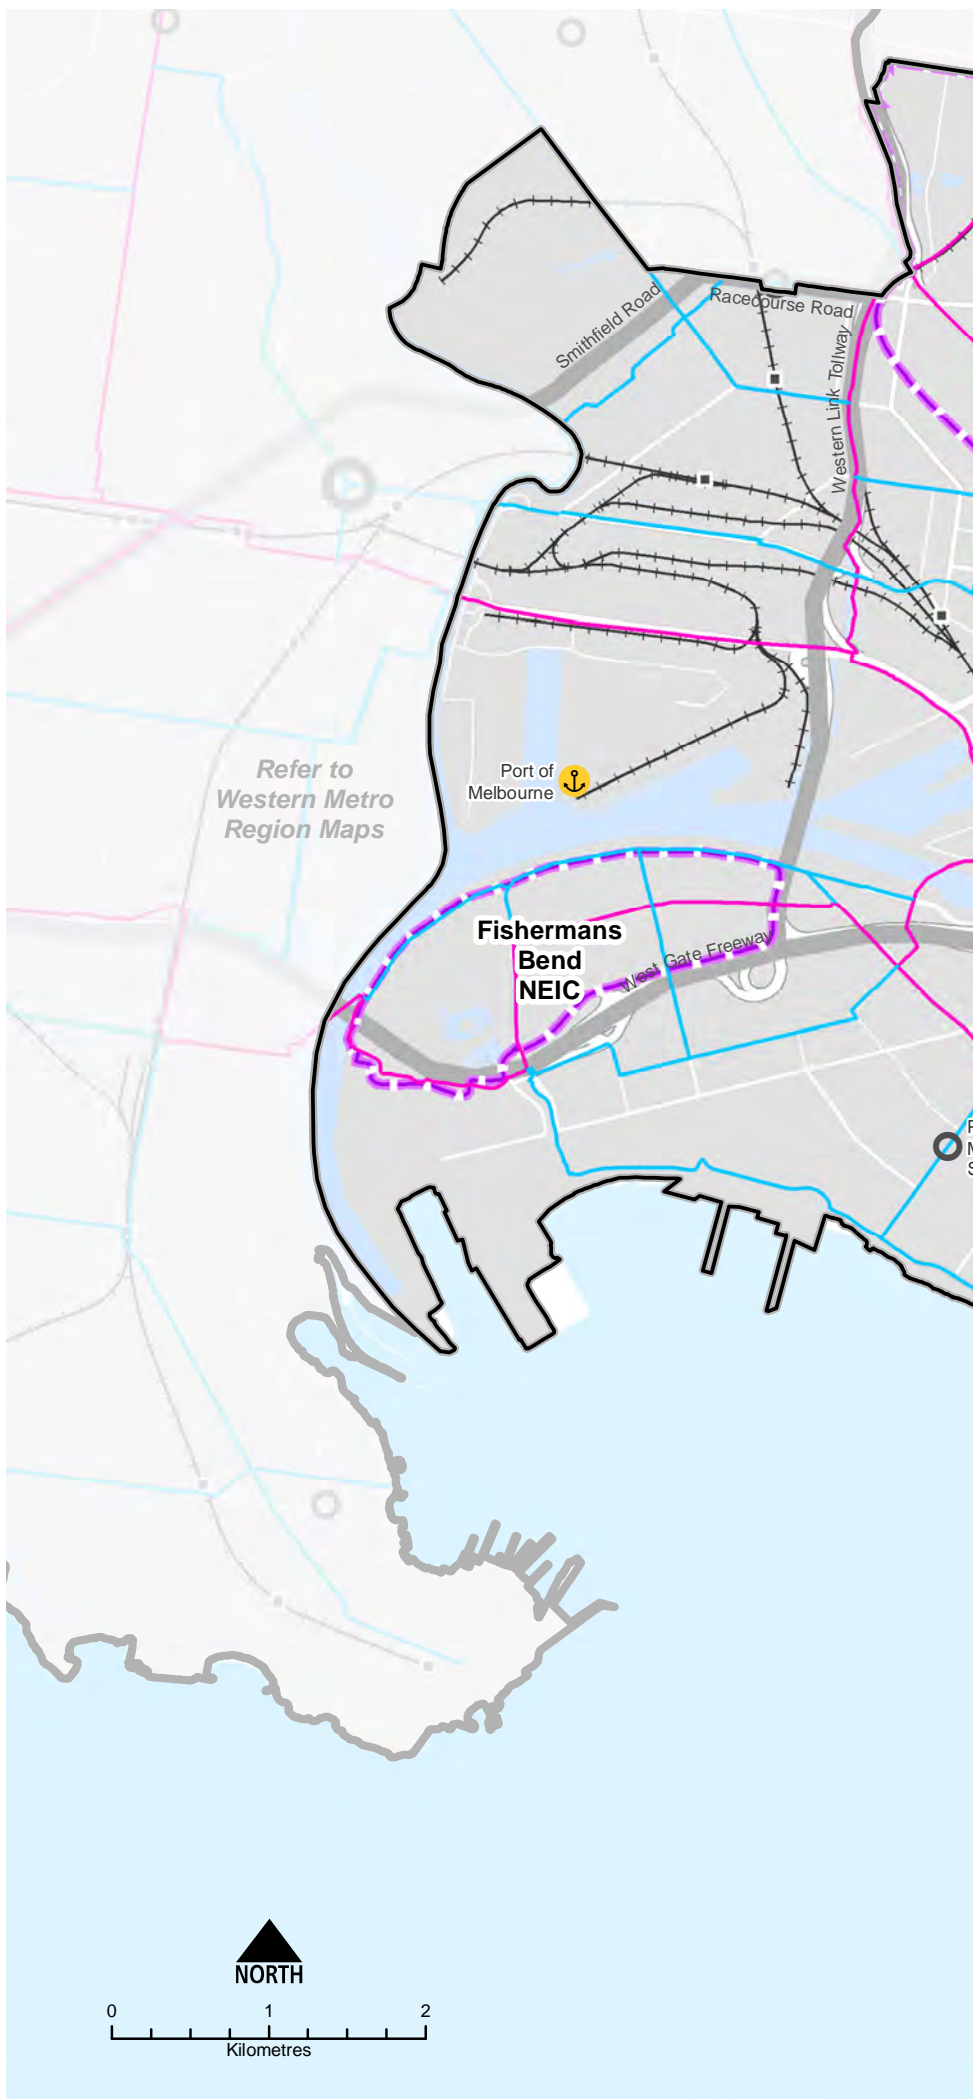 Smithfield Road
Racecourse Road
Western Link Tollway
Refer to
Western Metro
Region Maps
Port of
Melbourne
Fishermans
Bend
NEIC
West Gate Freeway
P
M
S
NORTH
0 1 2
Kilometres